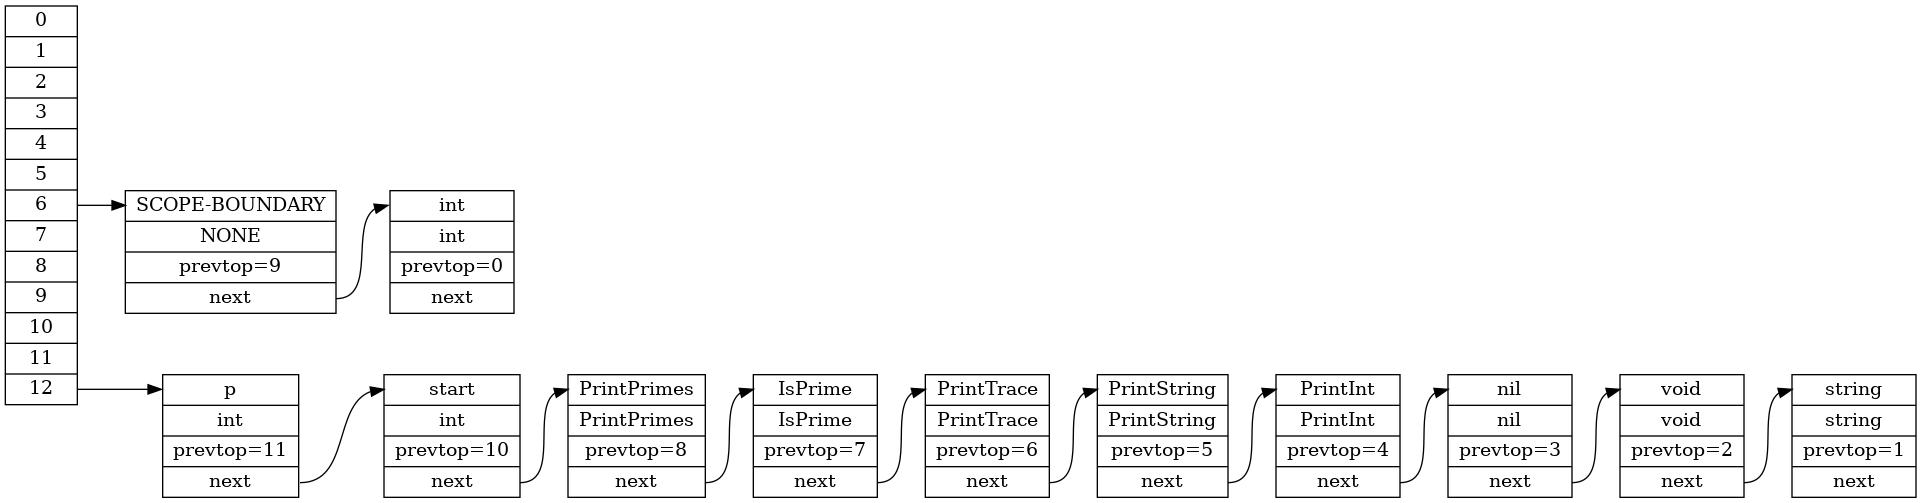 0
1
2
3
4
5
6
7
8
9
10
11
12
SCOPE-BOUNDARY
NONE
prevtop=9
next
int
int
prevtop=0
next
p
int
prevtop=11
next
start
int
prevtop=10
next
PrintPrimes
PrintPrimes
prevtop=8
next
IsPrime
IsPrime
prevtop=7
next
PrintTrace
PrintTrace
prevtop=6
next
PrintString
PrintString
prevtop=5
next
PrintInt
PrintInt
prevtop=4
next
nil
nil
prevtop=3
next
void
void
prevtop=2
next
string
string
prevtop=1
next